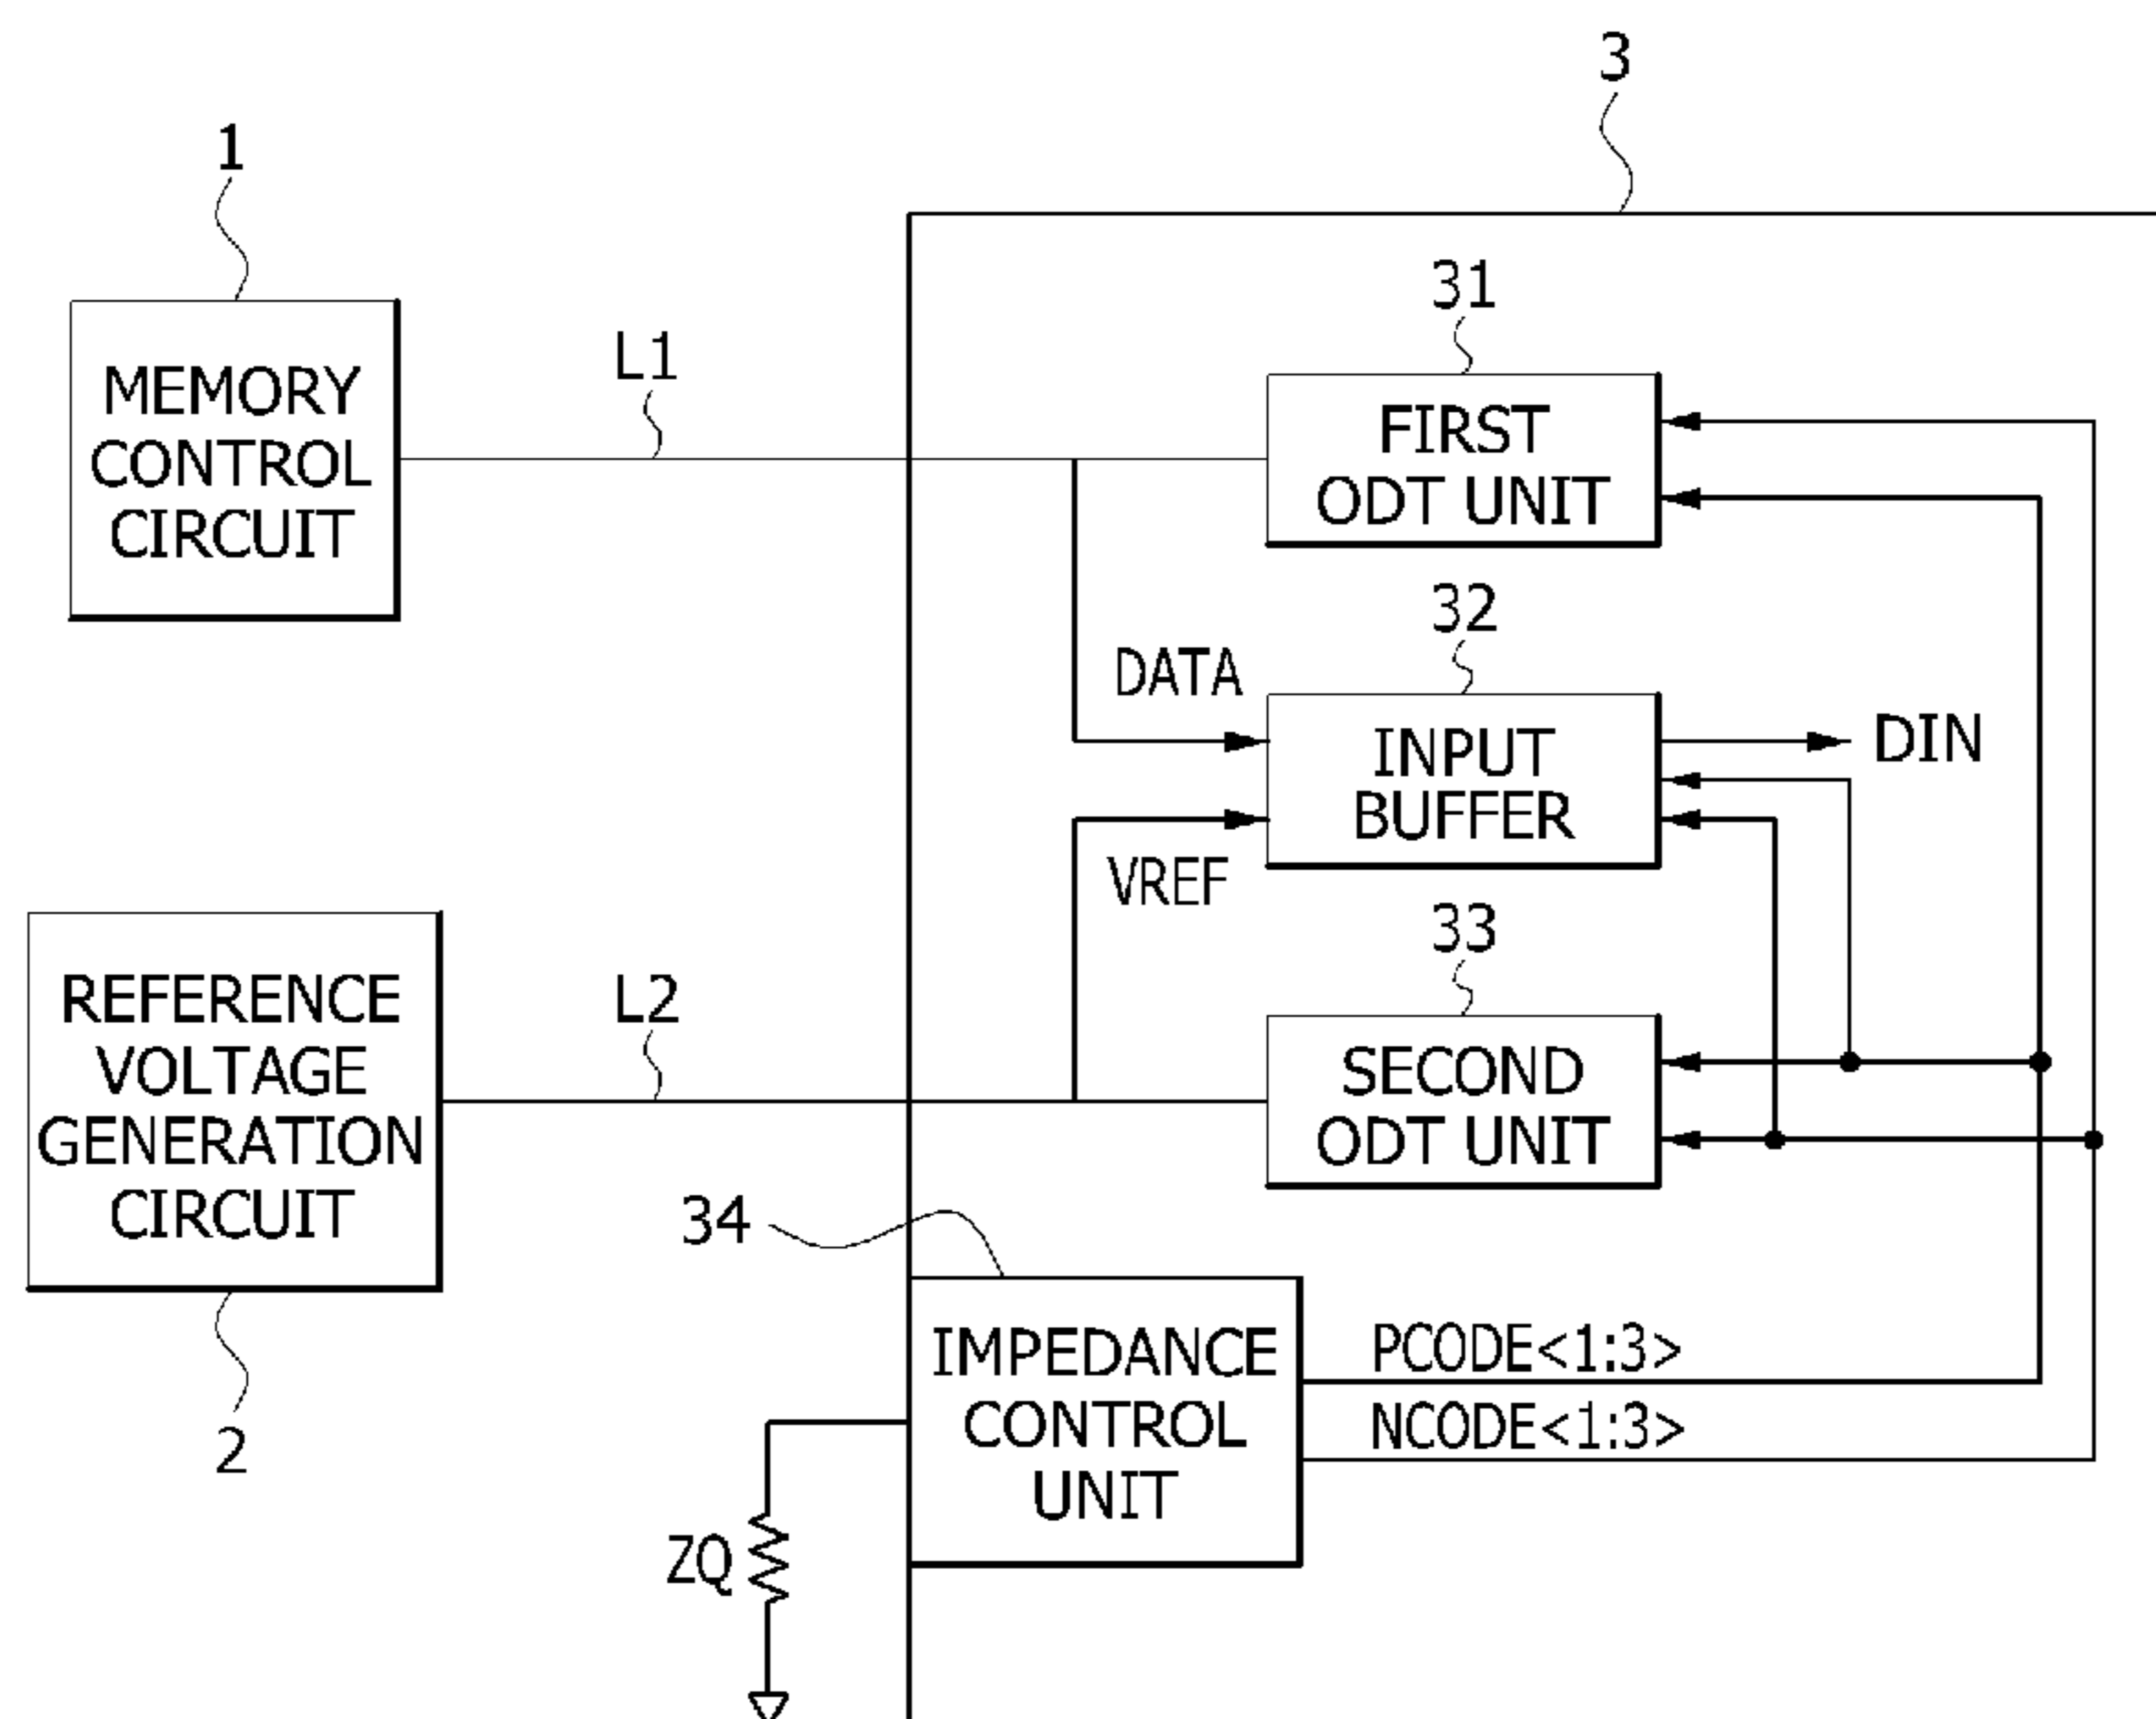 3
1
31
L1
MEMORY
CONTROL
CIRCUIT
FIRST
ODT UNIT
32
DATA
INPUT
BUFFER
DIN
VREF
33
REFERENCE
VOLTAGE
GENERATION
CIRCUIT
L2
SECOND
ODT UNIT
34
2
IMPEDANCE
CONTROL
UNIT
PCODE<1:3>
NCODE<1:3>
ZQ